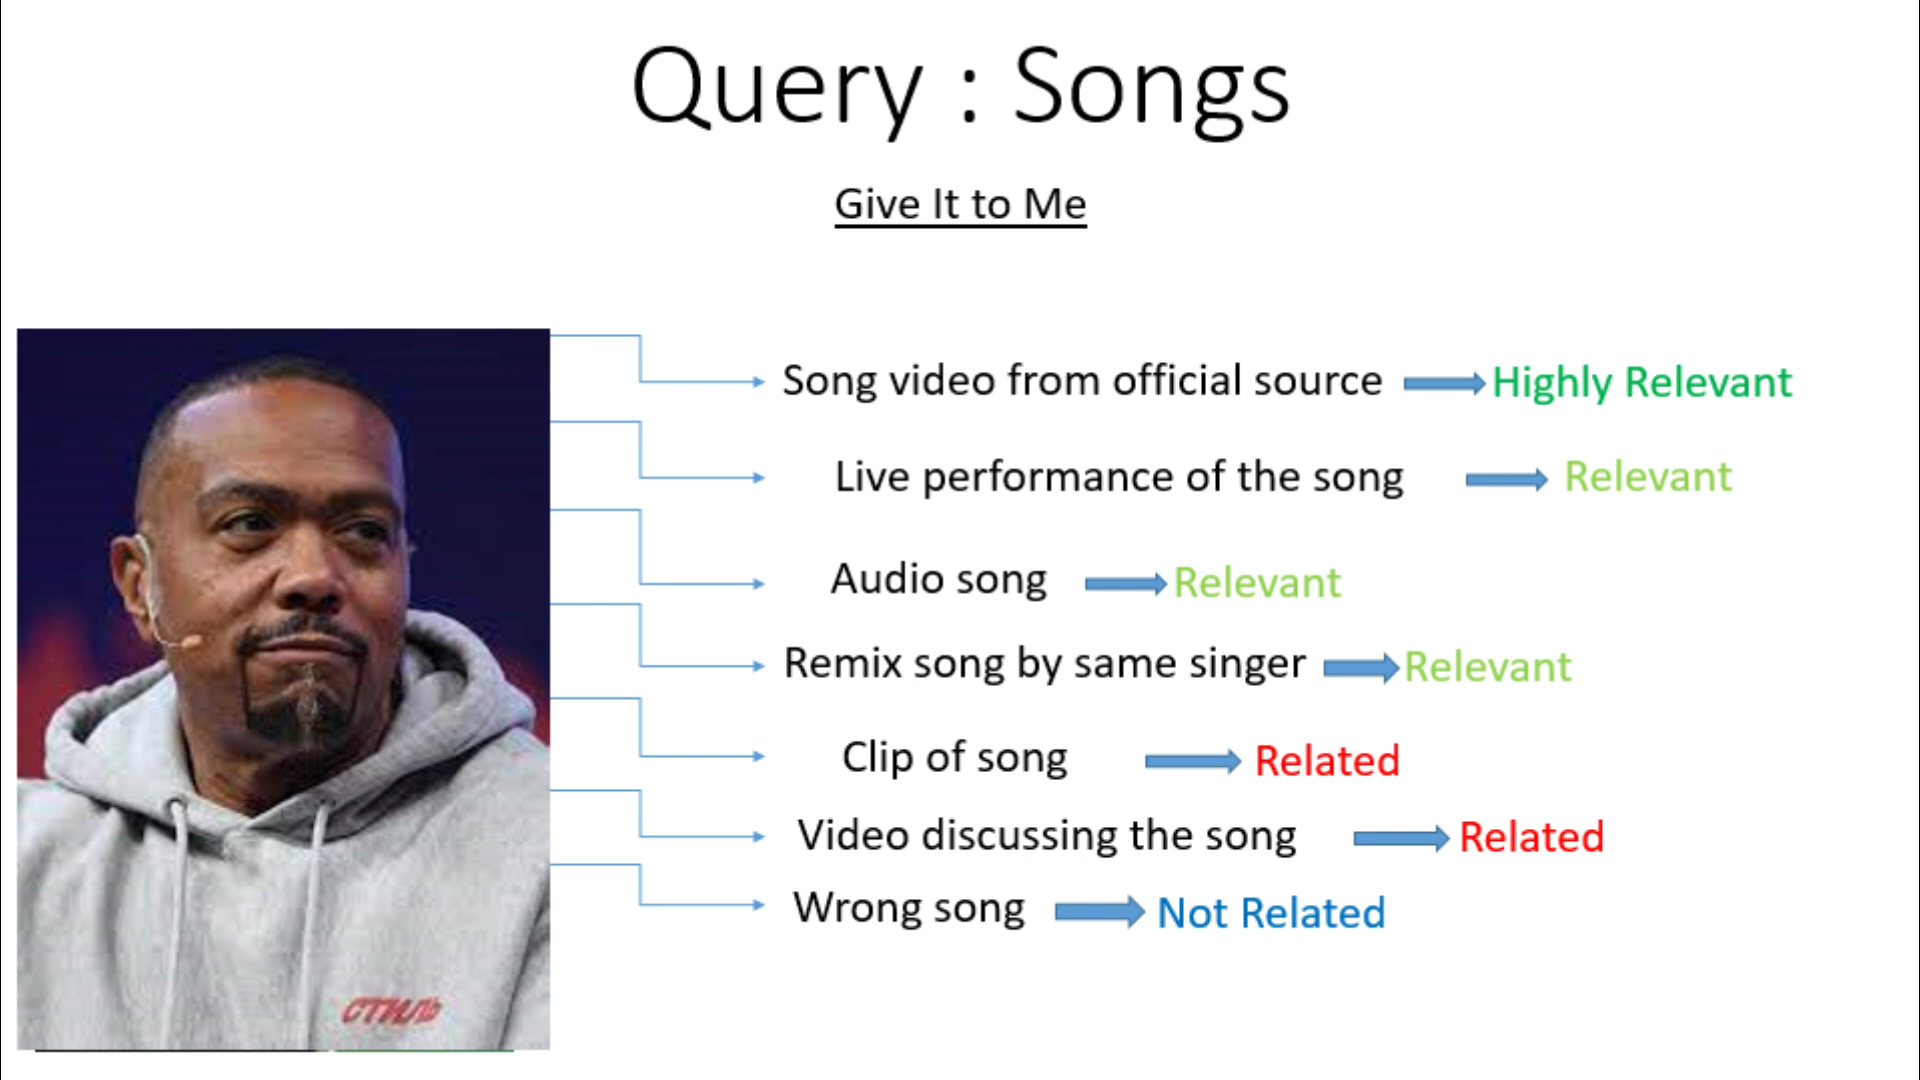 Query : Songs
Give It to Me
Song video from official source Highly Relevant
Live performance of the song Relevant
Audio song Relevant
Remix song by same singer Relevant
Clip of song Related
Video discussing the song Related
Wrong song Not Related
СТИЛЬ